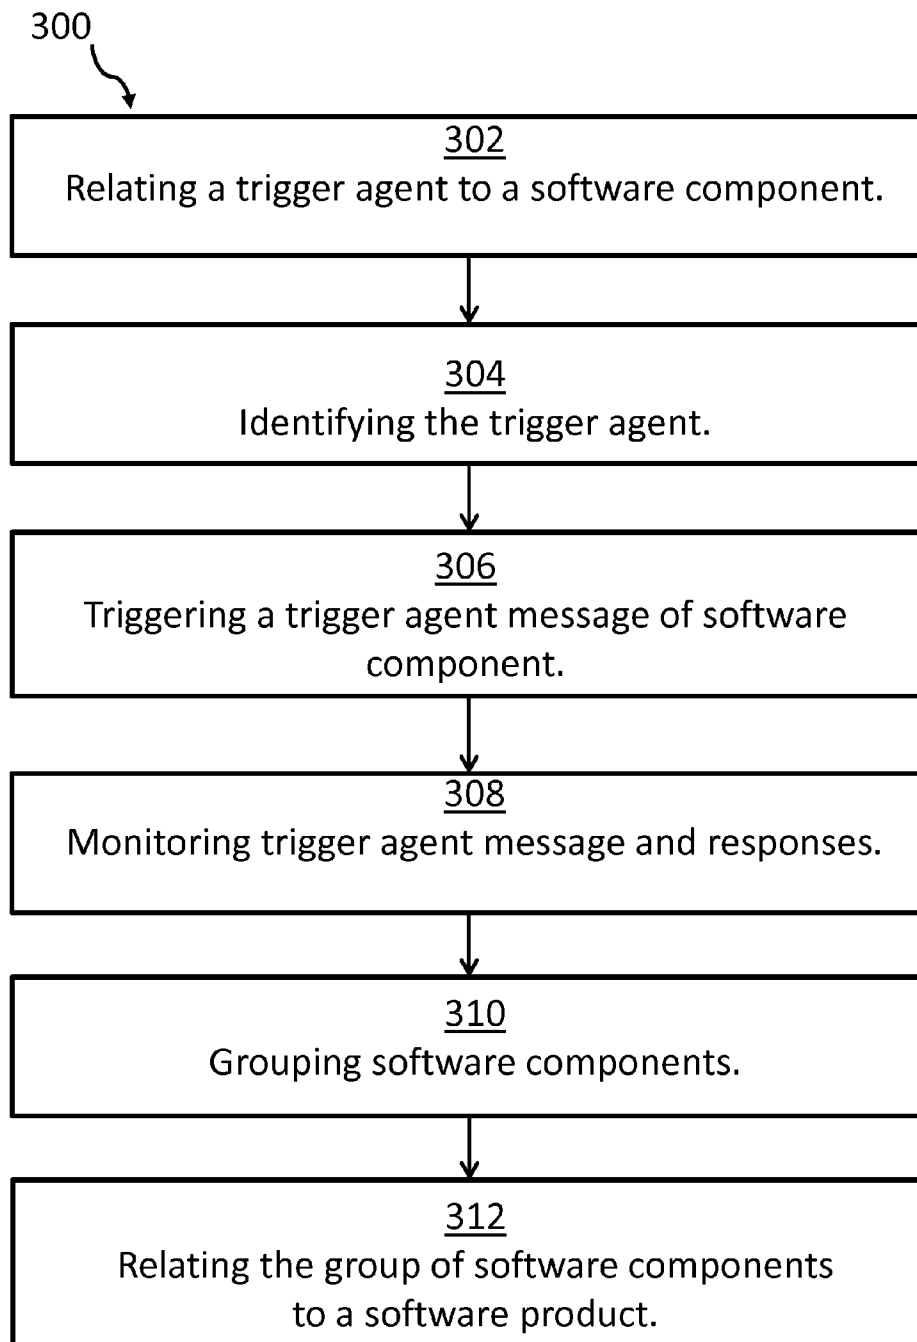 300
302
Relating a trigger agent to a software component.
304
Identifying the trigger agent.
306
Triggering a trigger agent message of software
component.
308
Monitoring trigger agent message and responses.
310
Grouping software components.
312
Relating the group of software components
to a software product.